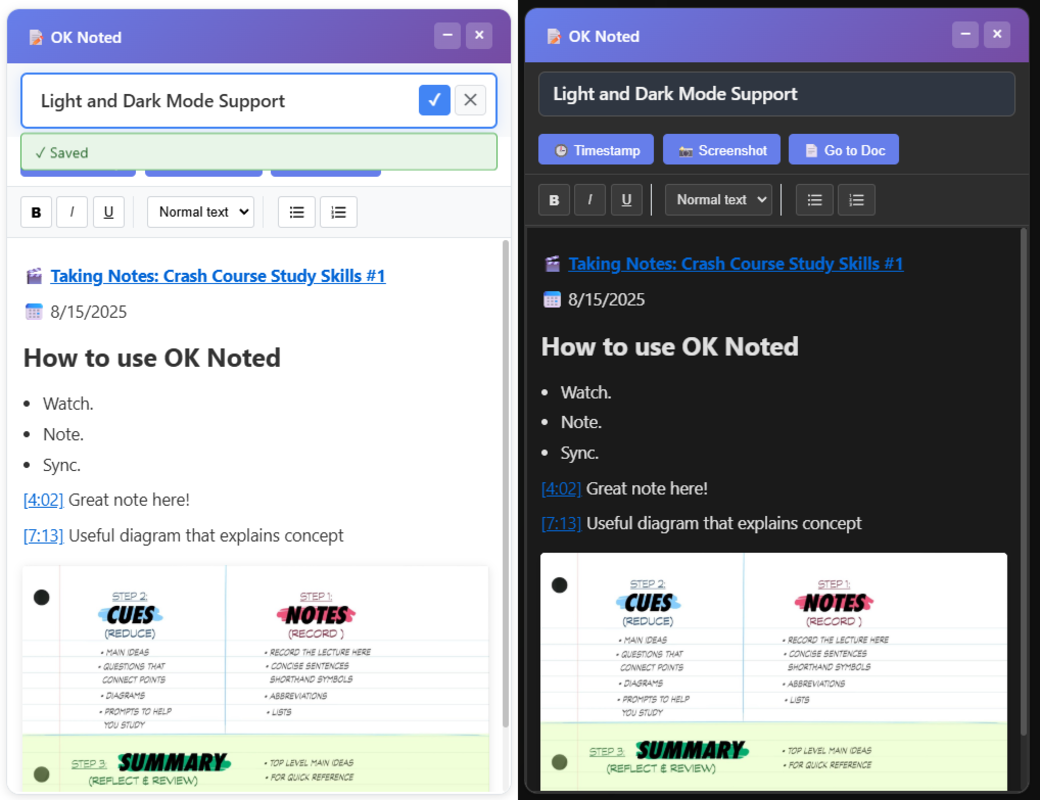 OK Noted
Light and Dark Mode Support
✓ Saved
B I U Normal text
Taking Notes: Crash Course Study Skills #1
8/15/2025
How to use OK Noted
• Watch.
• Note.
• Sync.
[4:02] Great note here!
[7:13] Useful diagram that explains concept
STEP 2:
CUES
(REDUCE)
• MAIN IDEAS
• QUESTIONS THAT
CONNECT POINTS
• DIAGRAMS
• PROMPTS TO HELP
YOU STUDY
STEP 1:
NOTES
(RECORD )
• RECORD THE LECTURE HERE
• CONCISE SENTENCES
SHORTHAND SYMBOLS
• ABBREVIATIONS
• LISTS
STEP 3: SUMMARY
(REFLECT & REVIEW)
• TOP LEVEL MAIN IDEAS
• FOR QUICK REFERENCE
OK Noted
Light and Dark Mode Support
Timestamp Screenshot Go to Doc
B I U Normal text
Taking Notes: Crash Course Study Skills #1
8/15/2025
How to use OK Noted
• Watch.
• Note.
• Sync.
[4:02] Great note here!
[7:13] Useful diagram that explains concept
STEP 2:
CUES
(REDUCE)
• MAIN IDEAS
• QUESTIONS THAT
CONNECT POINTS
• DIAGRAMS
• PROMPTS TO HELP
YOU STUDY
STEP 1:
NOTES
(RECORD )
• RECORD THE LECTURE HERE
• CONCISE SENTENCES
SHORTHAND SYMBOLS
• ABBREVIATIONS
• LISTS
STEP 3: SUMMARY
(REFLECT & REVIEW)
• TOP LEVEL MAIN IDEAS
• FOR QUICK REFERENCE